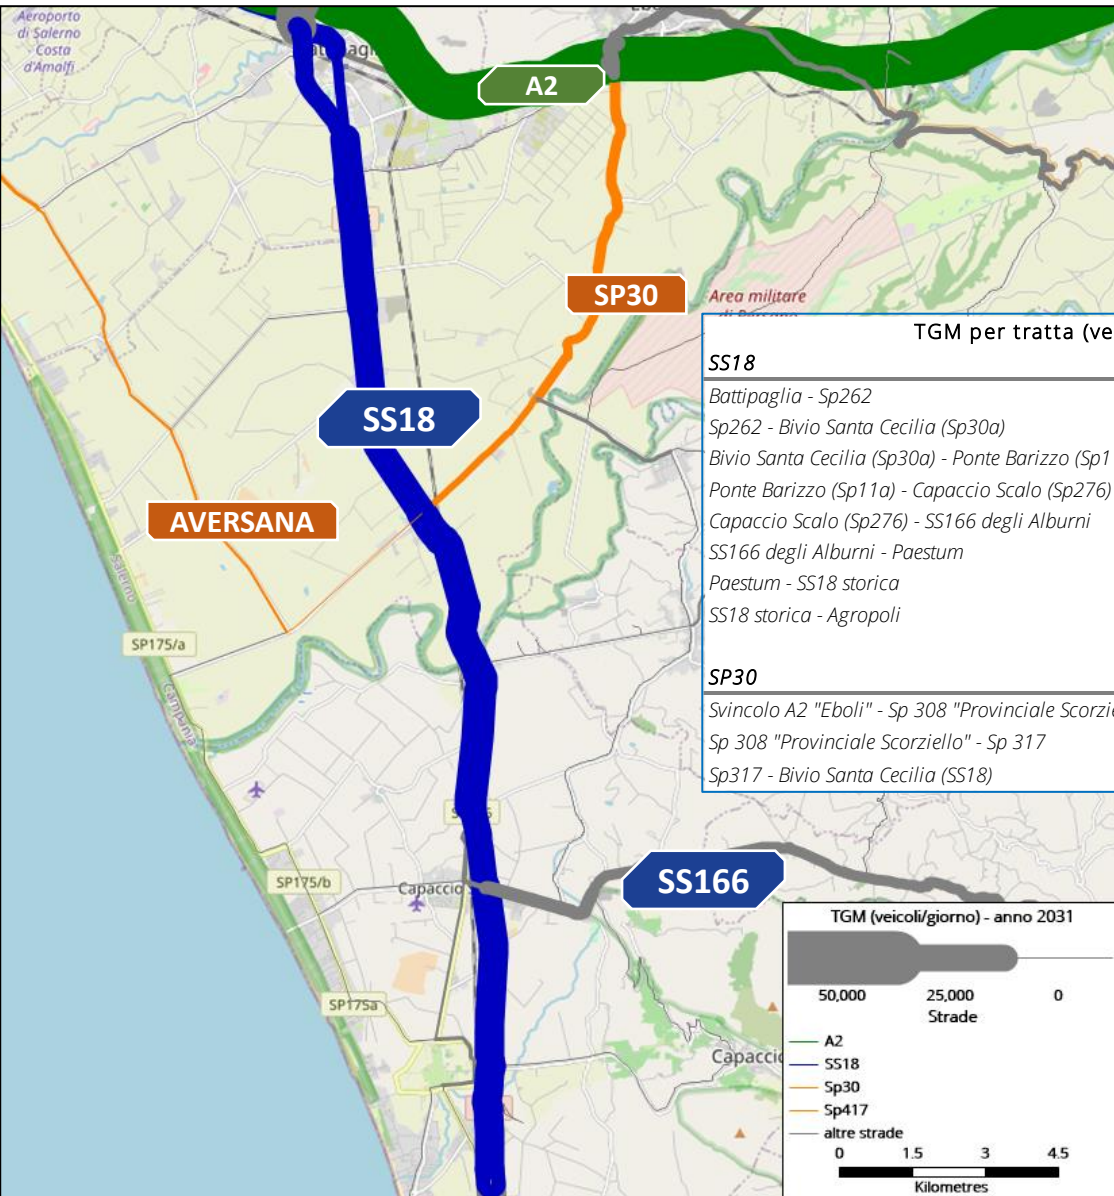 Aeroporto
di Salerno
Costa
d'Amalfi
A2
SP30
Area militare
SS18
AVERSANA
Salerno
SP175/a
Campania
TGM per tratta (ve
SS18
Battipaglia - Sp262
Sp262 - Bivio Santa Cecilia (Sp30a)
Bivio Santa Cecilia (Sp30a) - Ponte Barizzo (Sp1
Ponte Barizzo (Sp11a) - Capaccio Scalo (Sp276)
Capaccio Scalo (Sp276) - SS166 degli Alburni
SS166 degli Alburni - Paestum
Paestum - SS18 storica
SS18 storica - Agropoli
SP30
Svincolo A2 "Eboli" - Sp 308 "Provinciale Scorzie
Sp 308 "Provinciale Scorziello" - Sp 317
Sp317 - Bivio Santa Cecilia (SS18)
SP175/b
Capaccio
SS166
SP175a
Capaccio
TGM (veicoli/giorno) - anno 2031
50,000 25,000 0
Strade
A2
SS18
Sp30
Sp417
altre strade
0 1.5 3 4.5
Kilometres